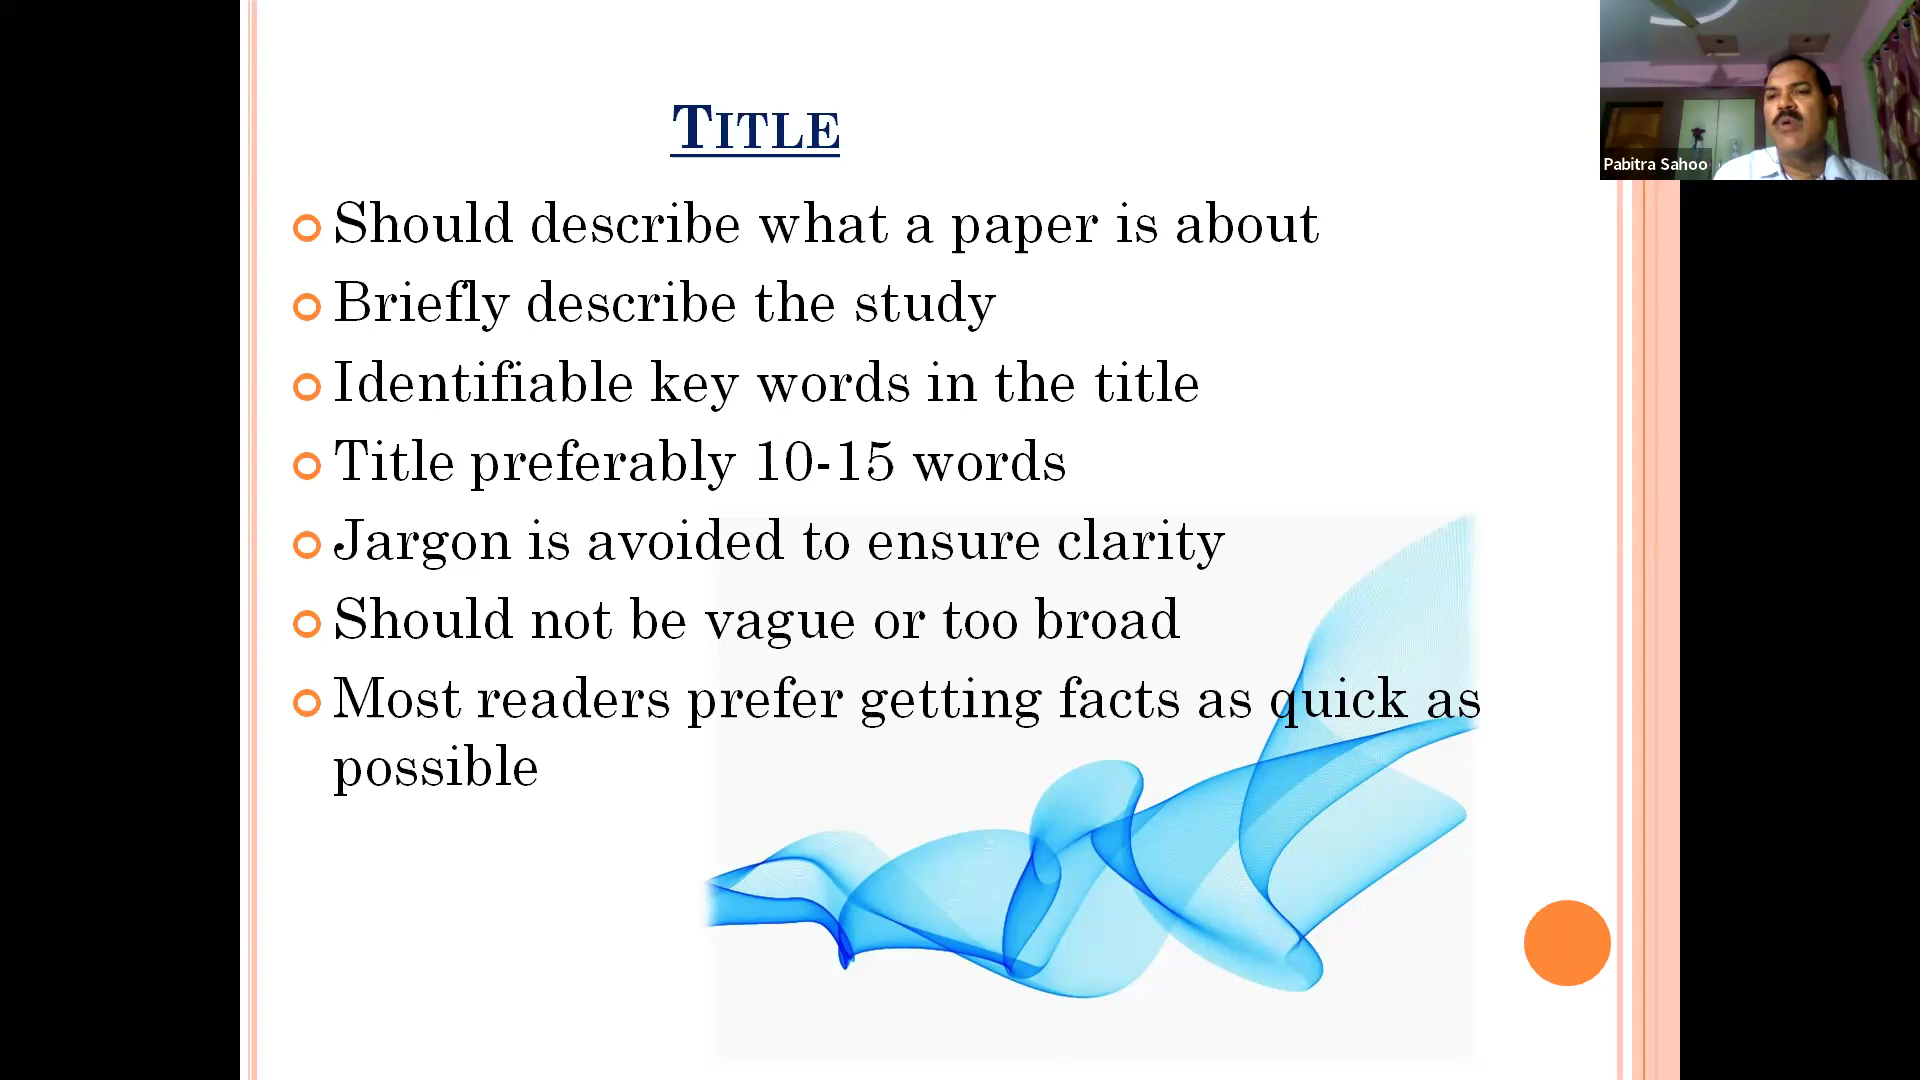 TITLE
Should describe what a paper is about
Briefly describe the study
Identifiable key words in the title
Title preferably 10-15 words
Jargon is avoided to ensure clarity
Should not be vague or too broad
Most readers prefer getting facts as quick as
possible
Pabitra Sahoo